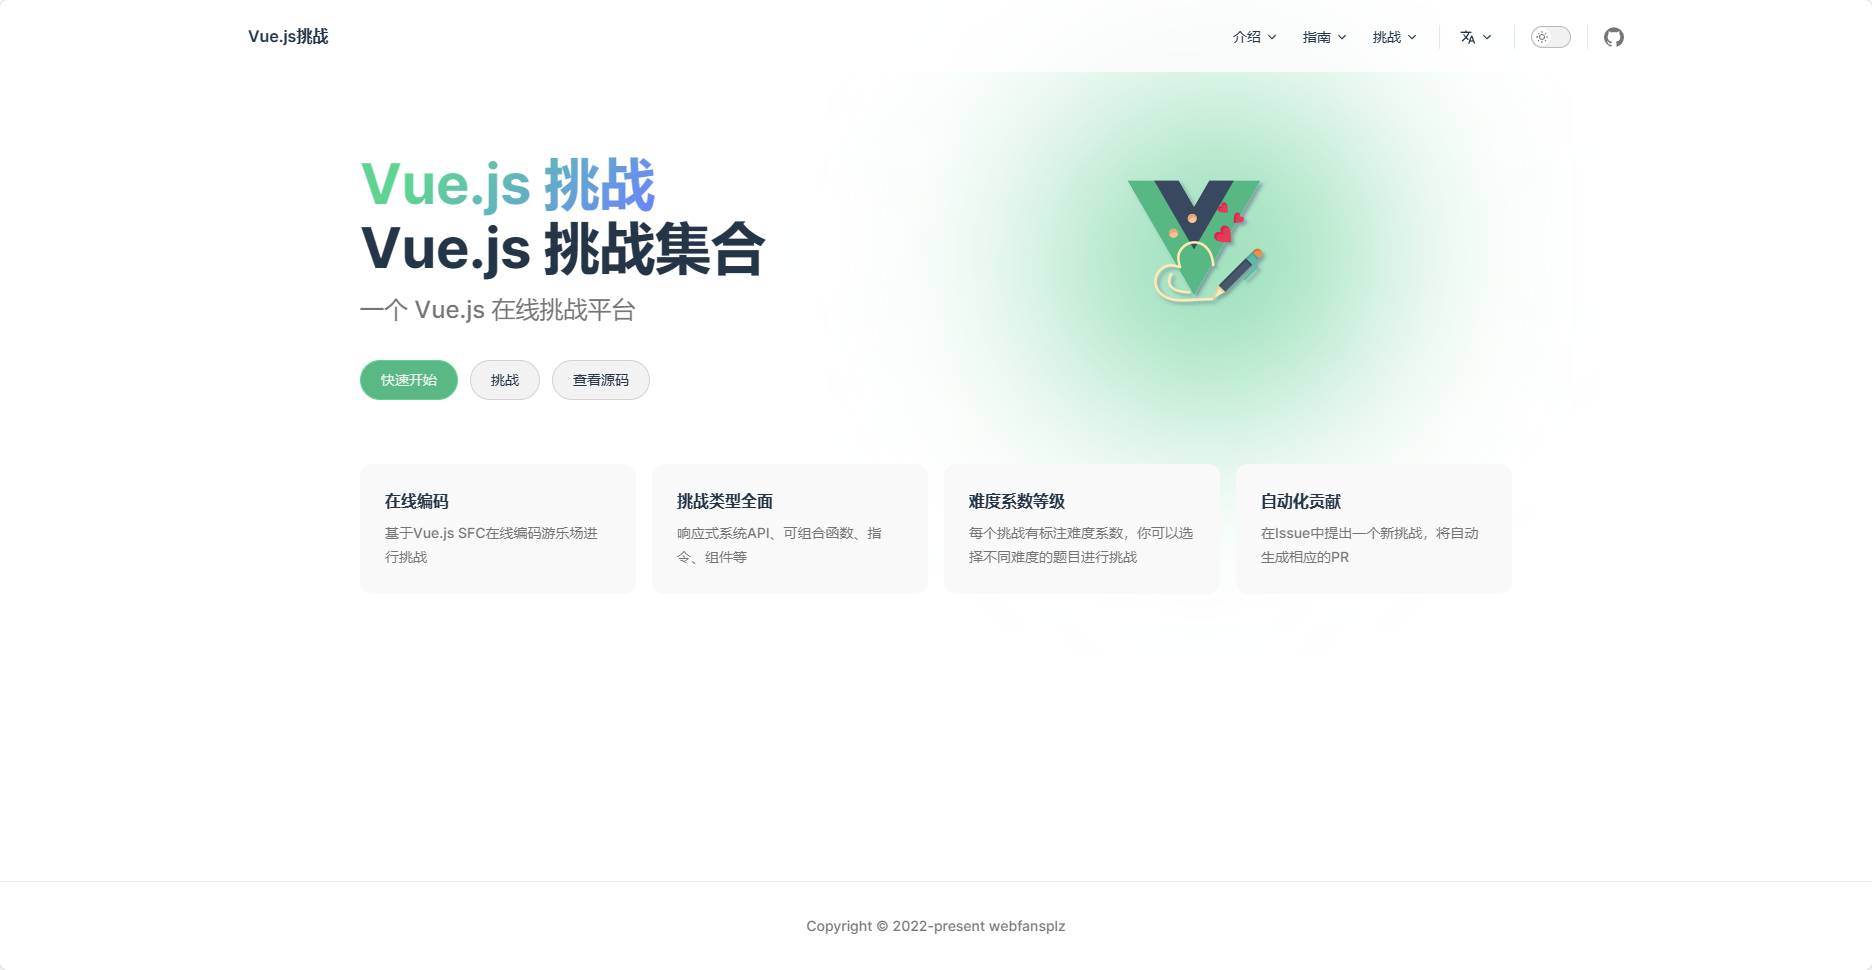 Vue.js挑战
介绍
指南
挑战
Vue.js 挑战
Vue.js 挑战集合
一个 Vue.js 在线挑战平台
快速开始
挑战
查看源码
在线编码
基于Vue.js SFC在线编码游乐场进
行挑战
挑战类型全面
响应式系统API、可组合函数、指
令、组件等
难度系数等级
每个挑战有标注难度系数，你可以选
择不同难度的题目进行挑战
自动化贡献
在Issue中提出一个新挑战，将自动
生成相应的PR
Copyright © 2022-present webfansplz